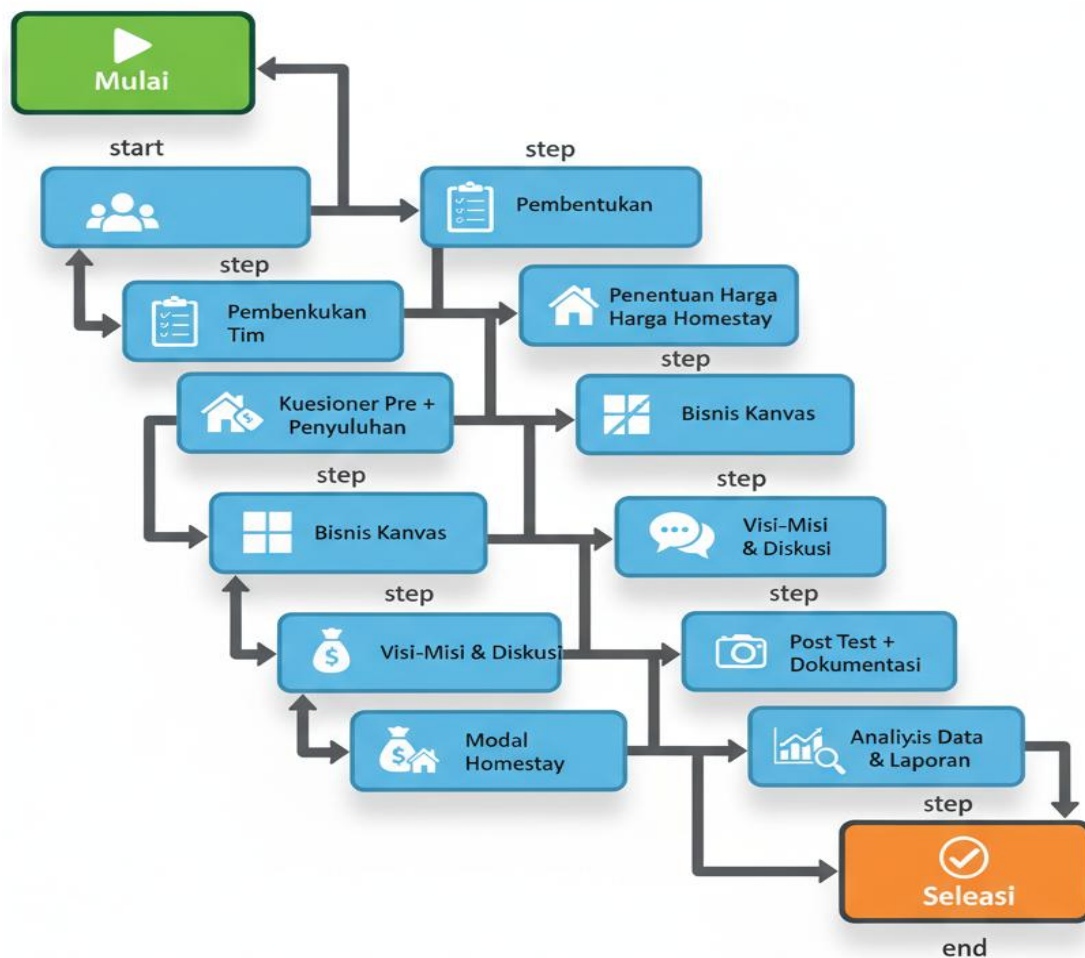 Mulai
start
step
Pembentukan
step
Pembenkukan
Tim
Penentuan Harga
Harga Homestay
step
Kuesioner Pre +
Penyuluhan
Bisnis Kanvas
step
step
Bisnis Kanvas
Visi-Misi
& Diskusi
step
step
Visi-Misi & Diskusi
Post Test +
Dokumentasi
Modal
Homestay
Analiyis Data
& Laporan
step
Seleasi
end